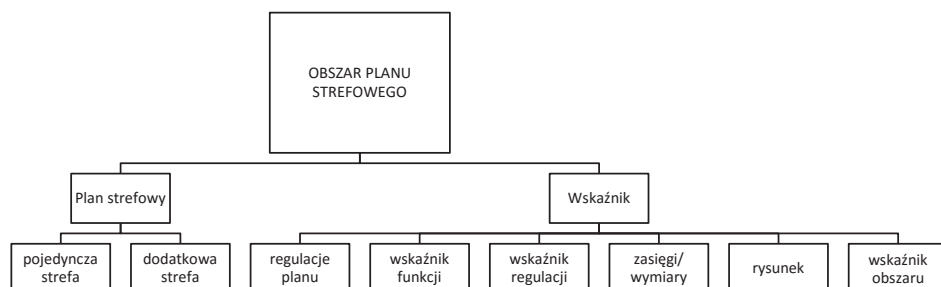 OBSZAR PLANU
STREFOWEGO
Plan strefowy
Wskaźnik
pojedyncza
strefa
dodatkowa
strefa
regulacje
planu
wskaźnik
funkcji
wskaźnik
regulacji
zasięgi/
wymiary
rysunek
wskaźnik
obszaru